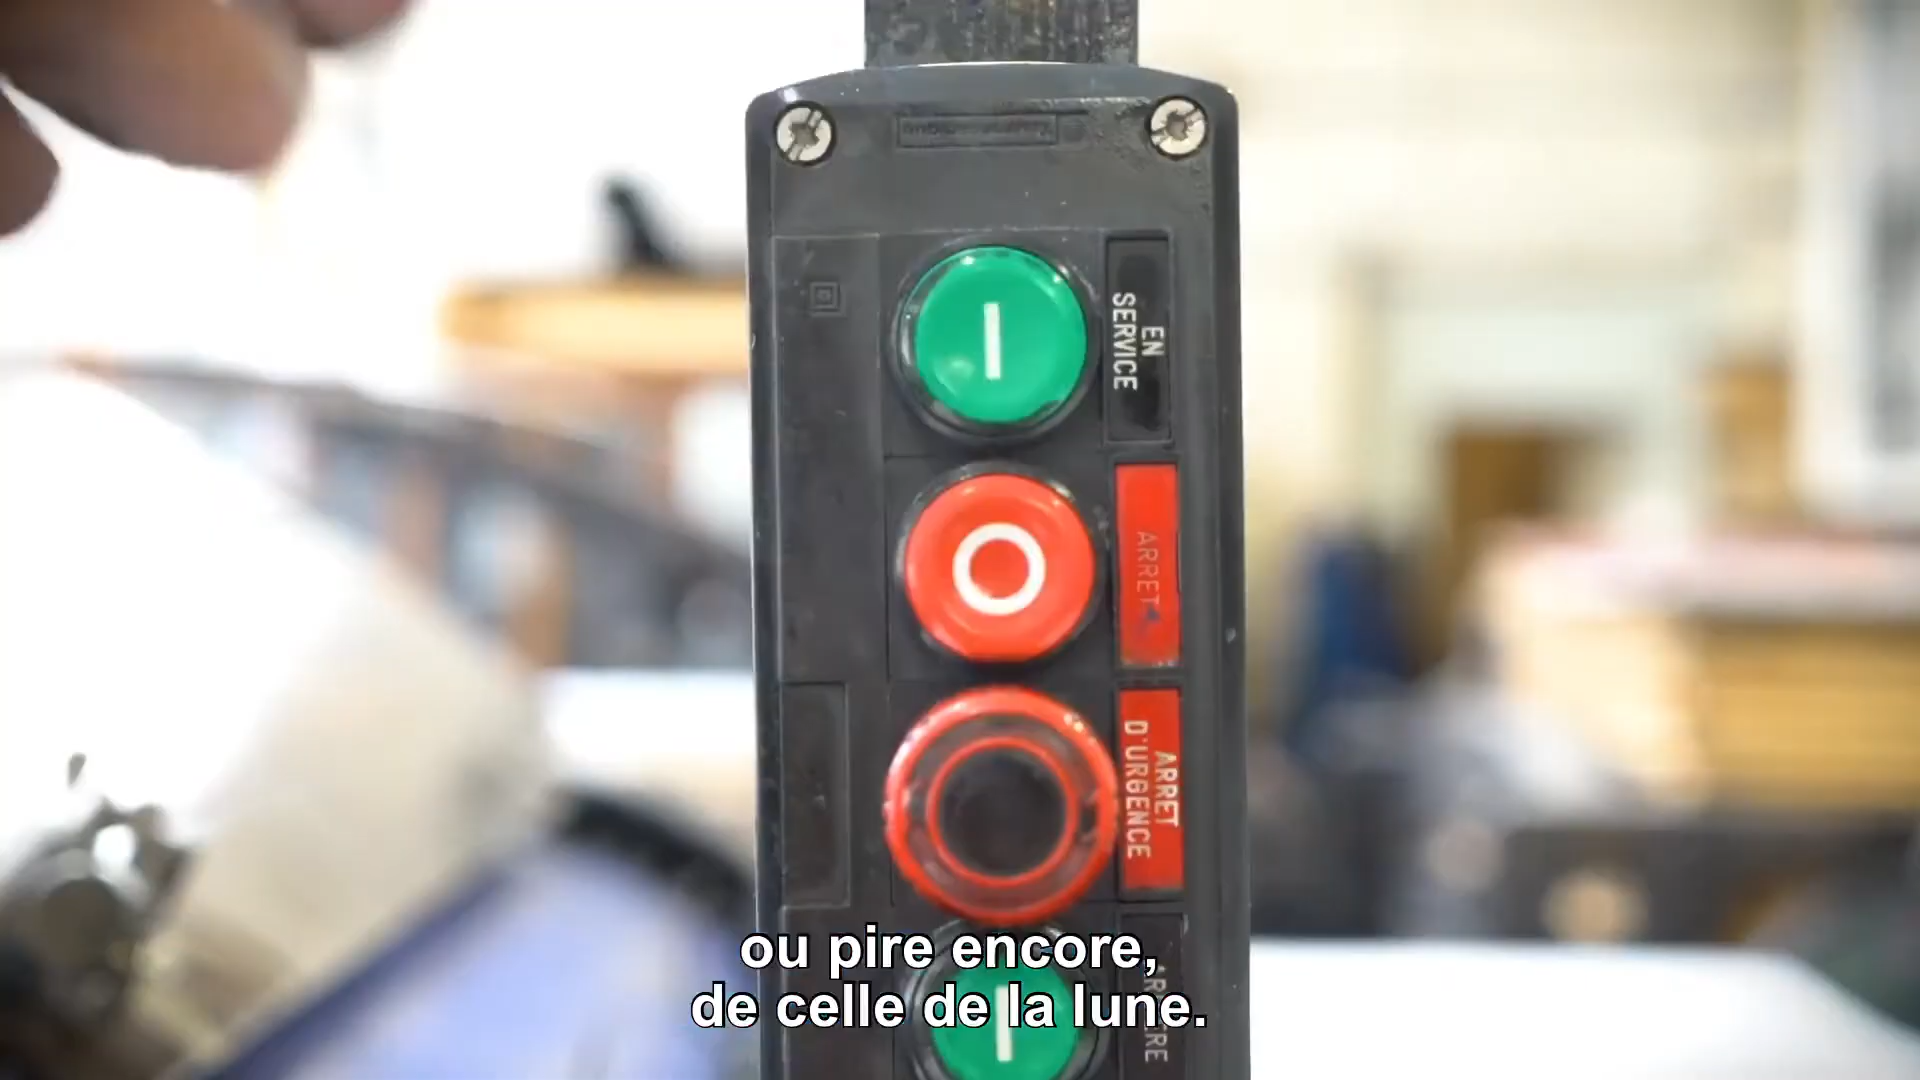 EN
SERVICE
ARRET
ARRET
D'URGENCE
ou pire encore,
de celle de la lune.